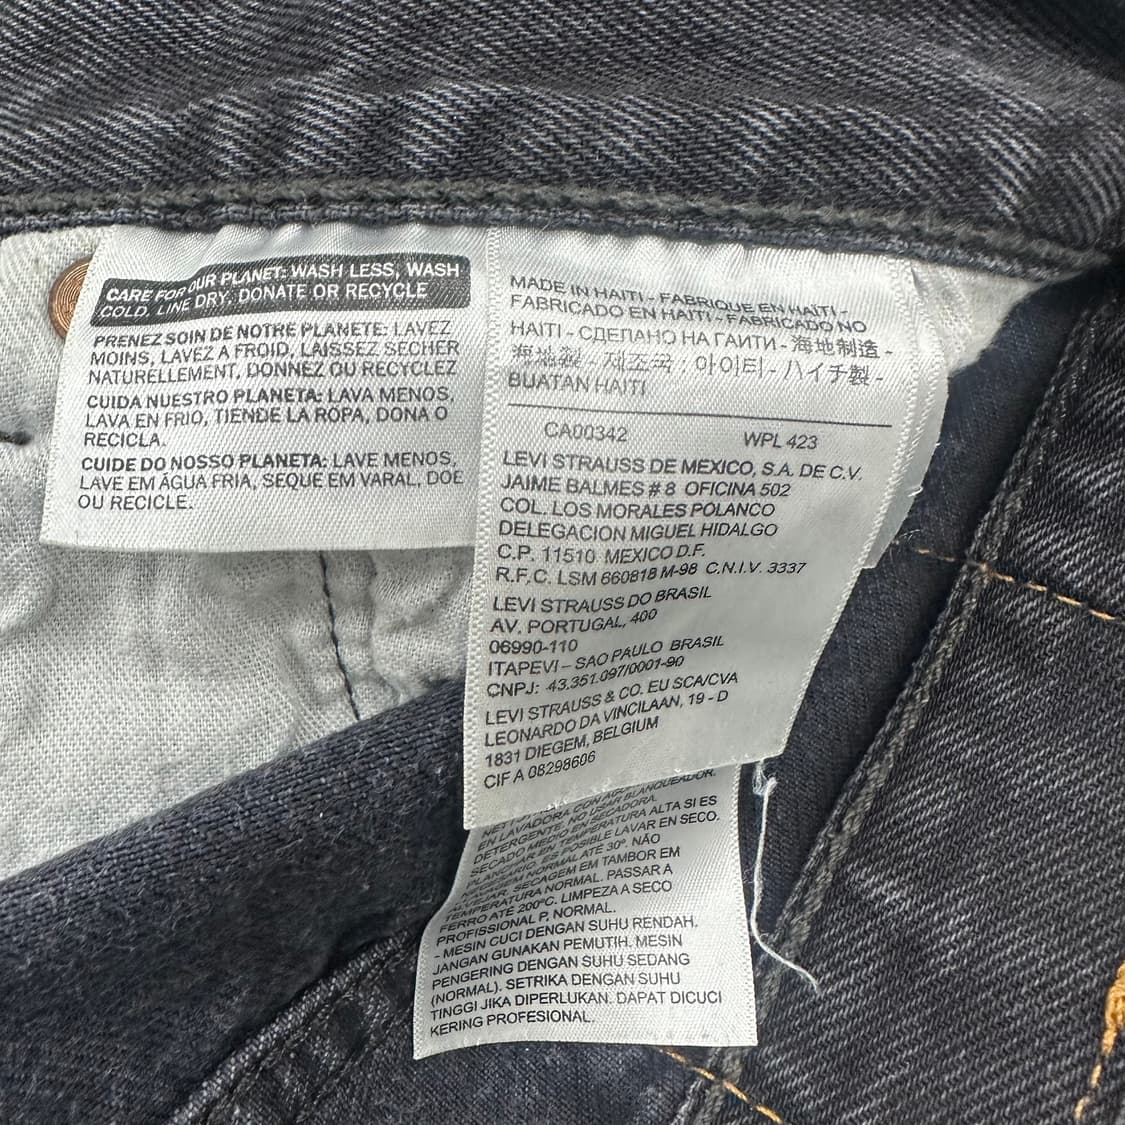 CARE FOR OUR PLANET: WASH LESS, WASH
COLD, LINE DRY, DONATE OR RECYCLE
PRENEZ SOIN DE NOTRE PLANETE: LAVEZ
MOINS, LAVEZ A FROID, LAISSEZ SECHER
NATURELLEMENT, DONNEZ OU RECYCLEZ
CUIDA NUESTRO PLANETA: LAVA MENOS,
LAVA EN FRIO, TIENDE LA ROPA, DONA O
RECICLA.
CUIDE DO NOSSO PLANETA: LAVE MENOS,
LAVE EM ÁGUA FRIA, SEQUE EM VARAL, DOE
OU RECICLE.
MADE IN HAITI - FABRIQUE EN HAÏTI -
FABRICADO EN HAITI - FABRICADO NO
HAITI - СДЕЛАНО НА ГАИТИ - 海地制造 -
海地製 - 제조국 : 아이티 - ハイチ製 -
BUATAN HAITI
CA00342 WPL 423
LEVI STRAUSS DE MEXICO, S.A. DE C.V.
JAIME BALMES # 8 OFICINA 502
COL. LOS MORALES POLANCO
DELEGACION MIGUEL HIDALGO
C.P. 11510 MEXICO D.F.
R.F.C. LSM 660818 M-98 C.N.I.V. 3337
LEVI STRAUSS DO BRASIL
AV. PORTUGAL, 400
06990-110
ITAPEVI – SAO PAULO BRASIL
CNPJ: 43.351.097/0001-90
LEVI STRAUSS & CO. EU SCA/CVA
LEONARDO DA VINCILAAN, 19 - D
1831 DIEGEM, BELGIUM
CIF A 08298606
EN LAVADORA CON BLANQUEADOR.
DETERGENTE. NO USAR
SECADO MEDIO EN SECADORA.
PLANCHARLO EN TEMPERATURA ALTA SI ES
ES POSIBLE LAVAR EN SECO.
LAVAGEM NORMAL ATÉ 30º. NÃO
ALVEJAR. SECAGEM EM TAMBOR EM
TEMPERATURA NORMAL. PASSAR A
FERRO ATÉ 200ºC. LIMPEZA A SECO
PROFISSIONAL P, NORMAL.
- MESIN CUCI DENGAN SUHU RENDAH.
JANGAN GUNAKAN PEMUTIH. MESIN
PENGERING DENGAN SUHU SEDANG
(NORMAL). SETRIKA DENGAN SUHU
TINGGI JIKA DIPERLUKAN. DAPAT DICUCI
KERING PROFESIONAL.